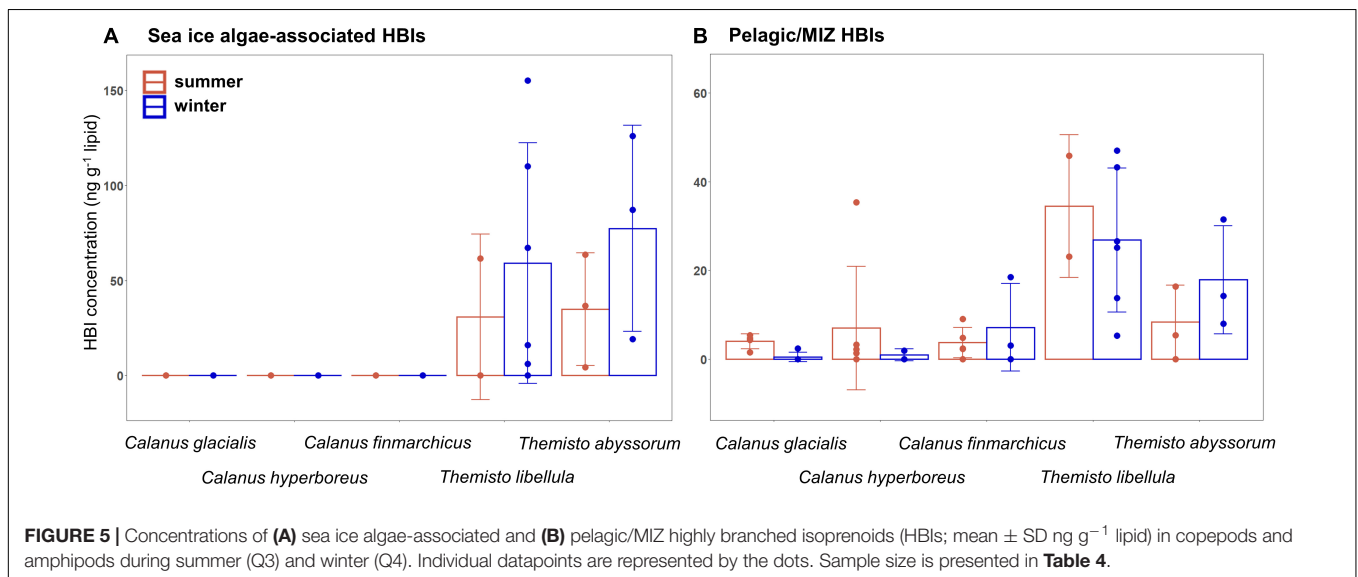 A Sea ice algae-associated HBIs
B Pelagic/MIZ HBIs
summer
winter
HBI concentration (ng g⁻¹ lipid)
150
100
50
0
60
40
20
0
Calanus glacialis
Calanus finmarchicus
Themisto abyssorum
Calanus hyperboreus
Themisto libellula
Calanus glacialis
Calanus finmarchicus
Themisto abyssorum
Calanus hyperboreus
Themisto libellula
FIGURE 5 | Concentrations of (A) sea ice algae-associated and (B) pelagic/MIZ highly branched isoprenoids (HBIs; mean ± SD ng g⁻¹ lipid) in copepods and
amphipods during summer (Q3) and winter (Q4). Individual datapoints are represented by the dots. Sample size is presented in Table 4.